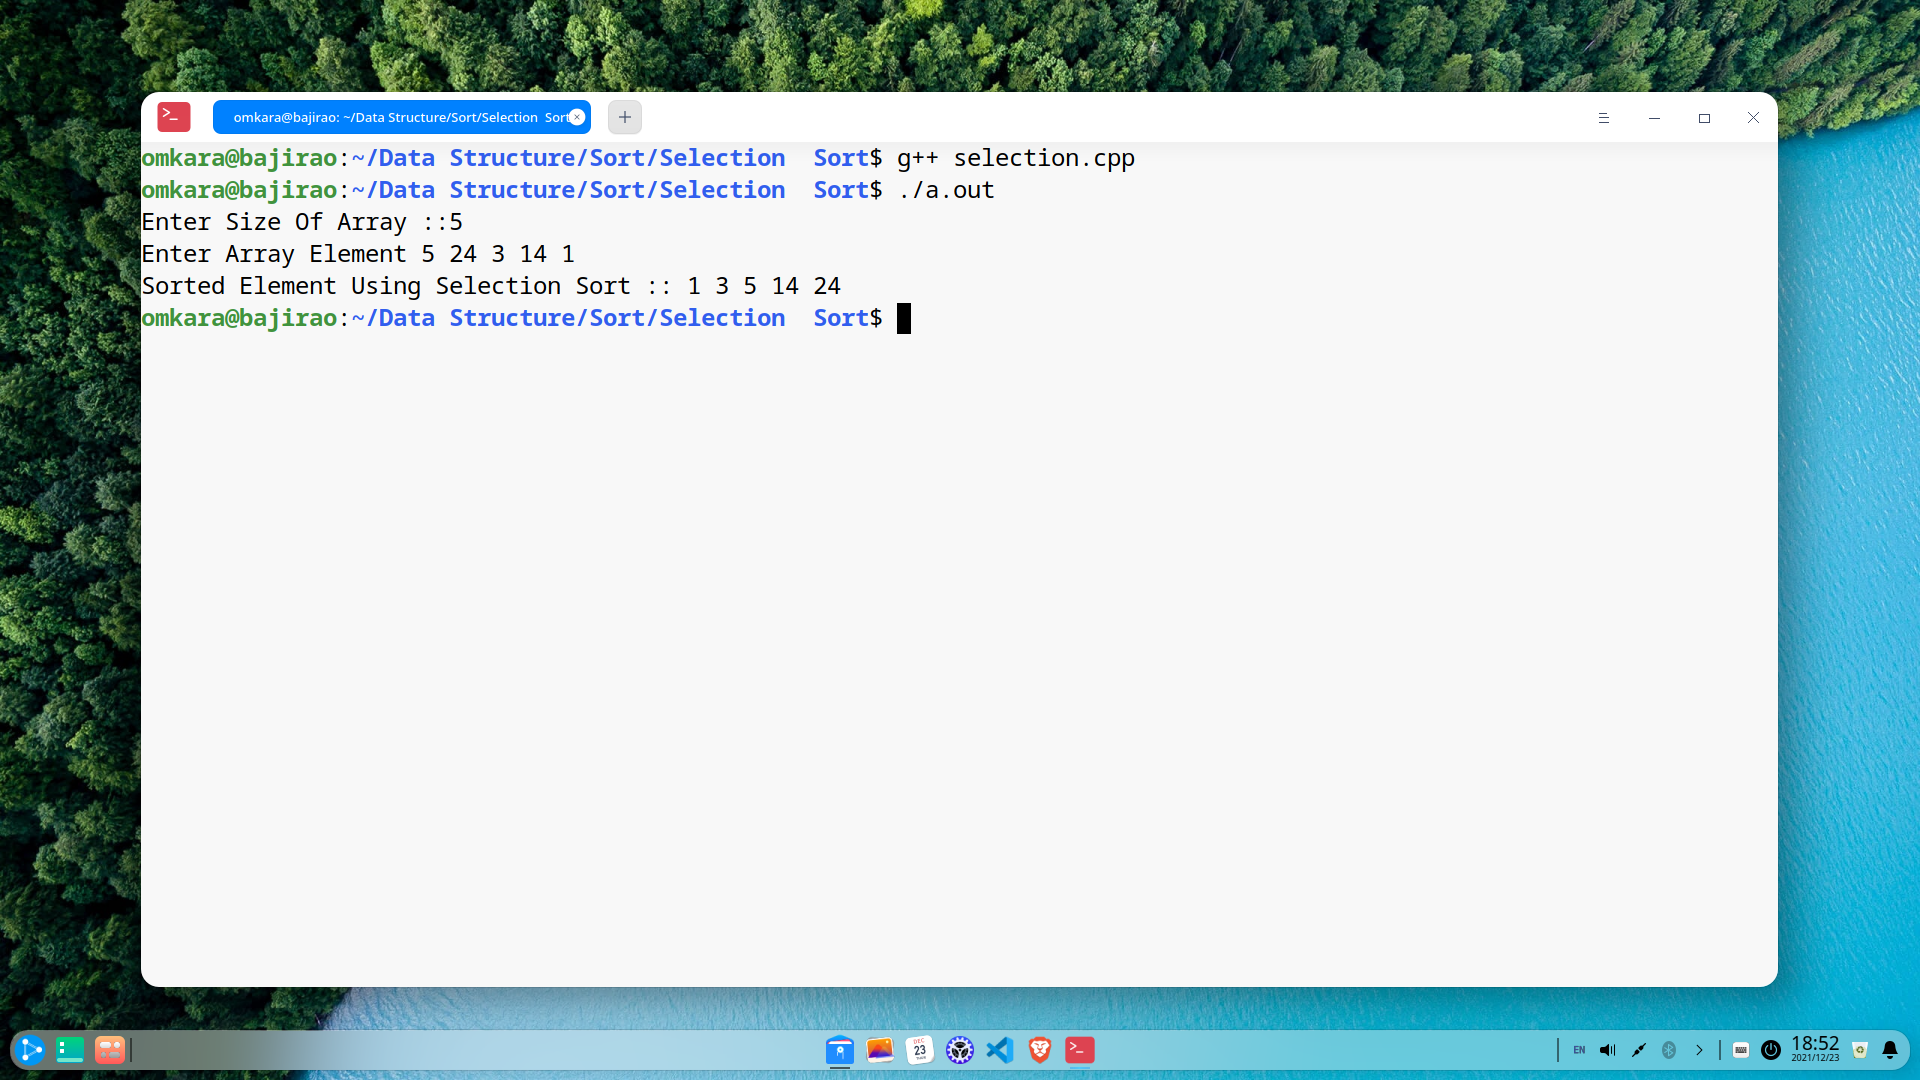 omkara@bajirao: ~/Data Structure/Sort/Selection  Sort
omkara@bajirao:~/Data Structure/Sort/Selection  Sort$ g++ selection.cpp
omkara@bajirao:~/Data Structure/Sort/Selection  Sort$ ./a.out
Enter Size Of Array ::5
Enter Array Element 5 24 3 14 1
Sorted Element Using Selection Sort :: 1 3 5 14 24
omkara@bajirao:~/Data Structure/Sort/Selection  Sort$
DEC
23
EN
18:52
2021/12/23